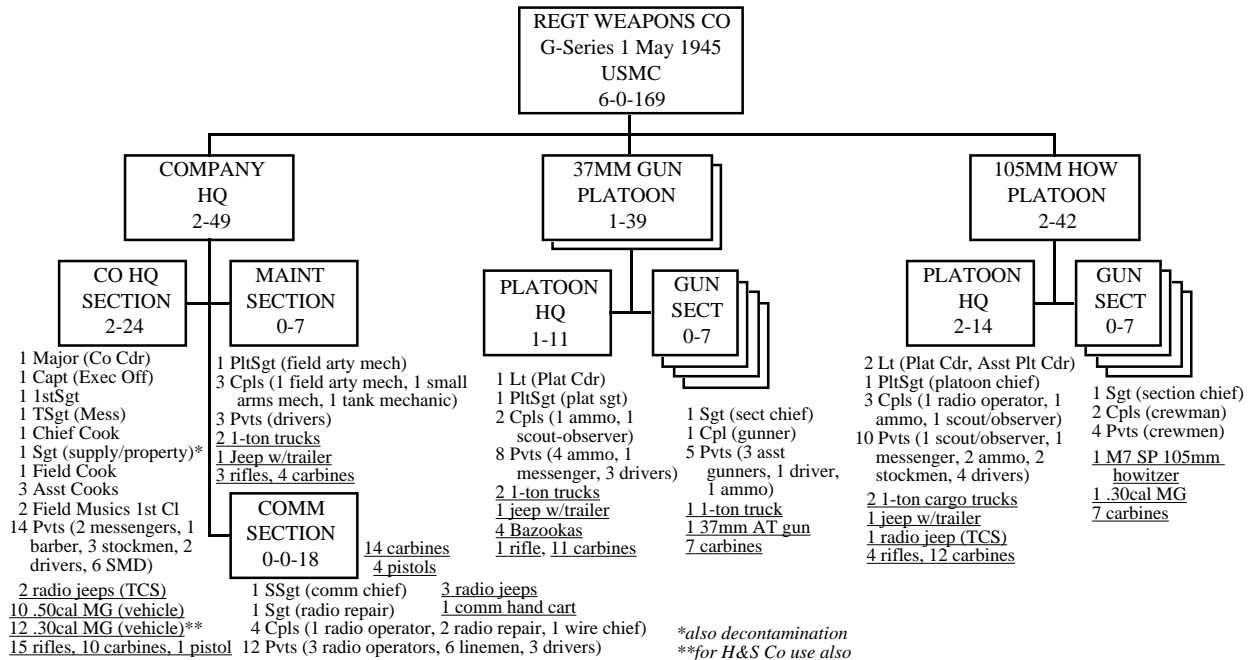 REGT WEAPONS CO
G-Series 1 May 1945
USMC
6-0-169
COMPANY
HQ
2-49
37MM GUN
PLATOON
1-39
105MM HOW
PLATOON
2-42
CO HQ
SECTION
2-24
MAINT
SECTION
0-7
PLATOON
HQ
1-11
GUN
SECT
0-7
PLATOON
HQ
2-14
GUN
SECT
0-7
1 Major (Co Cdr)
1 Capt (Exec Off)
1 1stSgt
1 TSgt (Mess)
1 Chief Cook
1 Sgt (supply/property)*
1 Field Cook
3 Asst Cooks
2 Field Musics 1st Cl
14 Pvts (2 messengers, 1
barber, 3 stockmen, 2
drivers, 6 SMD)
2 radio jeeps (TCS)
10 .50cal MG (vehicle)
12 .30cal MG (vehicle)**
15 rifles, 10 carbines, 1 pistol
1 PltSgt (field arty mech)
3 Cpls (1 field arty mech, 1 small
arms mech, 1 tank mechanic)
3 Pvts (drivers)
2 1-ton trucks
1 Jeep w/trailer
3 rifles, 4 carbines
COMM
SECTION
0-0-18
14 carbines
4 pistols
1 SSgt (comm chief)
1 Sgt (radio repair)
4 Cpls (1 radio operator, 2 radio repair, 1 wire chief)
12 Pvts (3 radio operators, 6 linemen, 3 drivers)
3 radio jeeps
1 comm hand cart
1 Lt (Plat Cdr)
1 PltSgt (plat sgt)
2 Cpls (1 ammo, 1
scout-observer)
8 Pvts (4 ammo, 1
messenger, 3 drivers)
2 1-ton trucks
1 jeep w/trailer
4 Bazookas
1 rifle, 11 carbines
1 Sgt (sect chief)
1 Cpl (gunner)
5 Pvts (3 asst
gunners, 1 driver,
1 ammo)
1 1-ton truck
1 37mm AT gun
7 carbines
2 Lt (Plat Cdr, Asst Plt Cdr)
1 PltSgt (platoon chief)
3 Cpls (1 radio operator, 1
ammo, 1 scout/observer)
10 Pvts (1 scout/observer, 1
messenger, 2 ammo, 2
stockmen, 4 drivers)
2 1-ton cargo trucks
1 jeep w/trailer
1 radio jeep (TCS)
4 rifles, 12 carbines
1 Sgt (section chief)
2 Cpls (crewman)
4 Pvts (crewmen)
1 M7 SP 105mm
howitzer
1 .30cal MG
7 carbines
*also decontamination
**for H&S Co use also